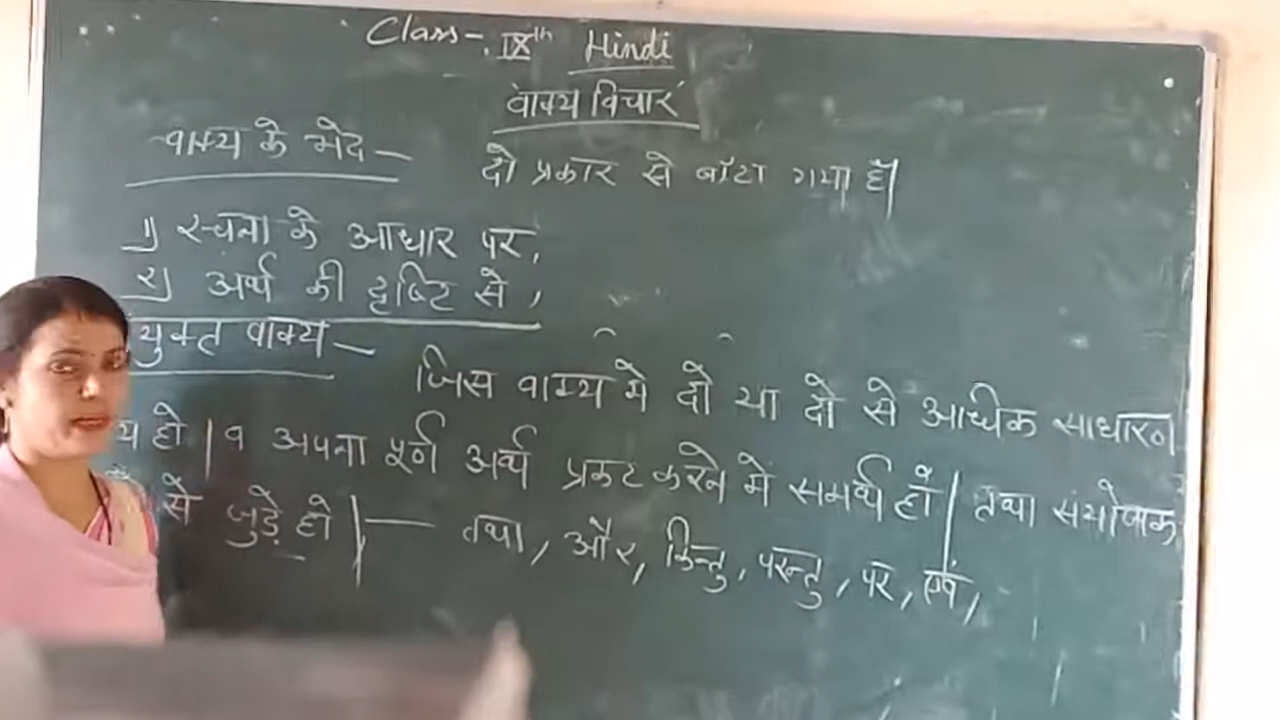 Class - IXth Hindi
वाक्य विचार
वाक्य के भेद — दो प्रकार से बाँटा गया है|
1) रचना के आधार पर,
२) अर्थ की दृष्टि से,
युक्त वाक्य —
जिस वाक्य मे दो या दो से अधिक साधारण
य हो | व अपना पूर्ण अर्थ प्रकट करने में समर्थ हों | तथा संयोजक
से जुड़े हो | — तथा, और, किन्तु, परन्तु, पर, एवं,